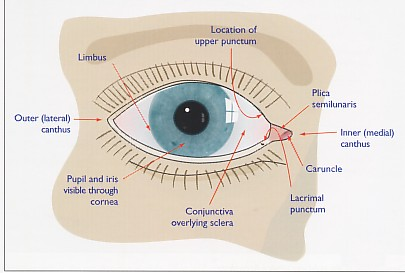 Location of
upper punctum
Limbus
Plica
semilunaris
Outer (lateral)
canthus
Inner (medial)
canthus
Caruncle
Pupil and iris
visible through
cornea
Lacrimal
punctum
Conjunctiva
overlying sclera